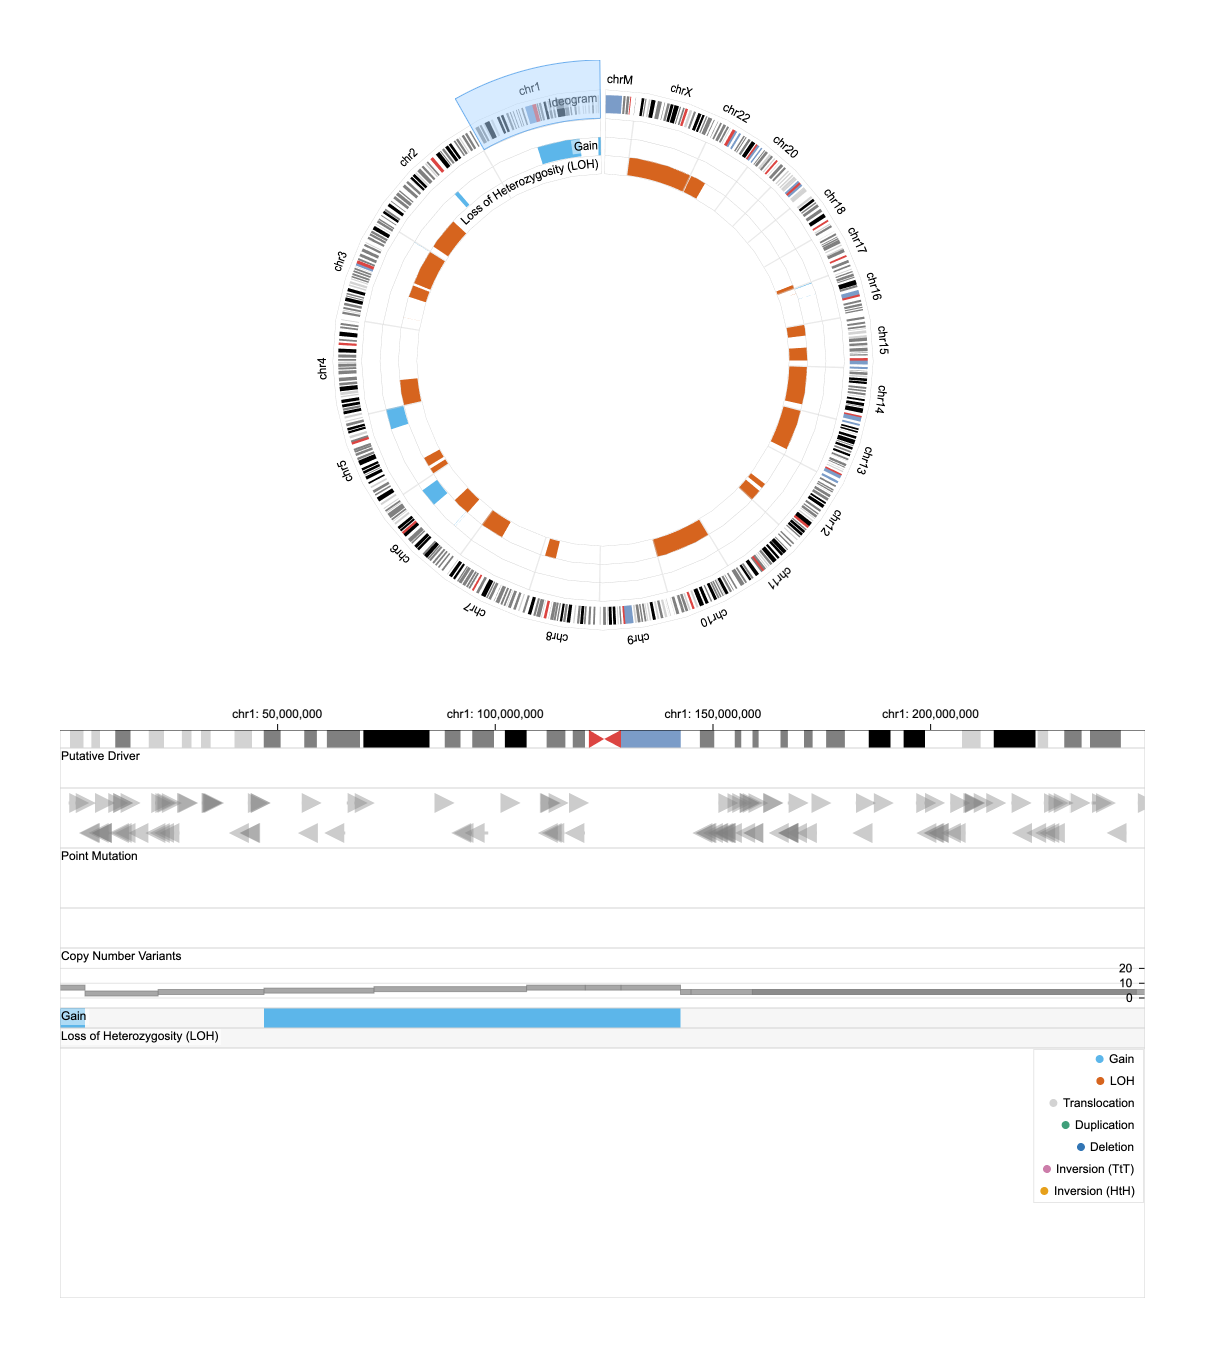 chrM
chrX
chr22
chr20
chr18
chr17
chr16
chr15
chr14
chr13
chr12
chr11
chr10
chr9
chr8
chr7
chr6
chr5
chr4
chr3
chr2
chr1
Ideogram
Gain
Loss of Heterozygosity (LOH)
chr1: 50,000,000 chr1: 100,000,000 chr1: 150,000,000 chr1: 200,000,000
Putative Driver
Point Mutation
Copy Number Variants
20
10
0
Gain
Loss of Heterozygosity (LOH)
Gain
LOH
Translocation
Duplication
Deletion
Inversion (TtT)
Inversion (HtH)